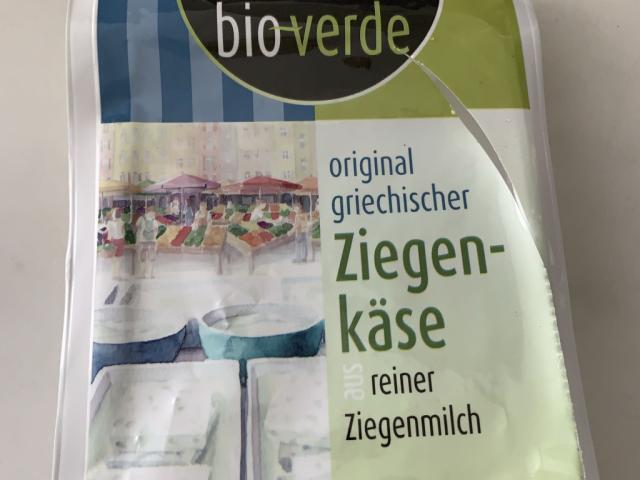 bio-verde
original
griechischer
Ziegen-
käse
aus reiner
Ziegenmilch